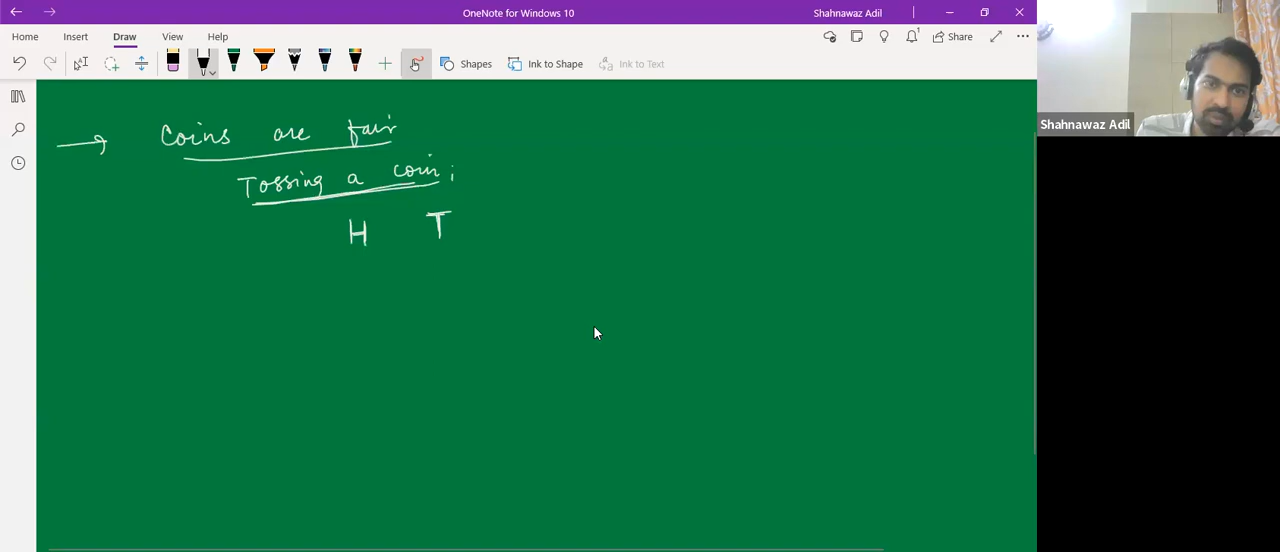 OneNote for Windows 10
Shahnawaz Adil
Home Insert Draw View Help
Share
Shapes Ink to Shape Ink to Text
Shahnawaz Adil
→ Coins are fair
Tossing a coin;
H T